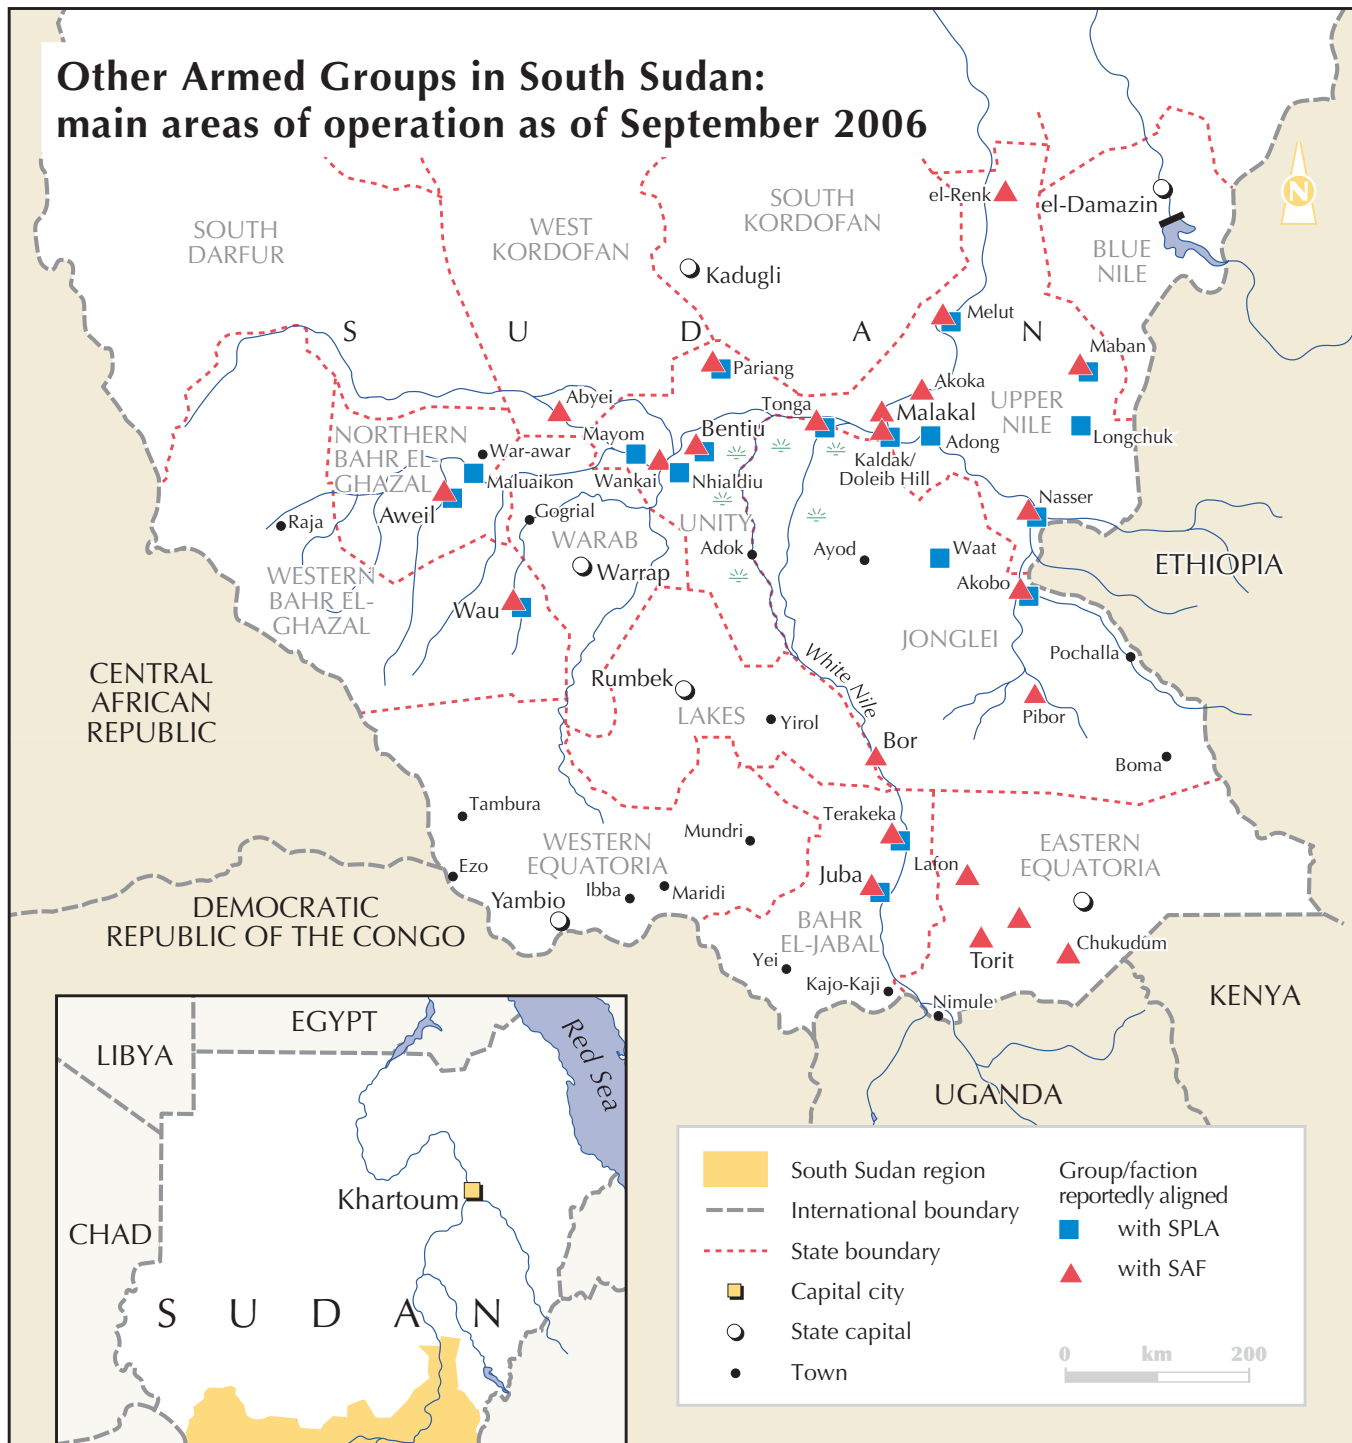 Other Armed Groups in South Sudan:
main areas of operation as of September 2006
N
el-Renk
el-Damazin
SOUTH
DARFUR
WEST
KORDOFAN
SOUTH
KORDOFAN
BLUE
NILE
Kadugli
S U D A N
Melut
Maban
Pariang
Abyei
Akoka
Tonga
Malakal
UPPER
NILE
Bentiu
Adong
Longchuk
NORTHERN
BAHR EL-
GHAZAL
Mayom
War-awar
Kaldak/
Doleib Hill
Maluaikon
Wankai
Nhialdiu
Nasser
Aweil
Gogrial
Raja
UNITY
WARAB
Adok
Ayod
Waat
ETHIOPIA
Warrap
WESTERN
BAHR EL-
GHAZAL
Akobo
Wau
JONGLEI
Pochalla
White Nile
CENTRAL
AFRICAN
REPUBLIC
Rumbek
LAKES
Yirol
Pibor
Bor
Boma
Tambura
Terakeka
Mundri
WESTERN
EQUATORIA
EASTERN
EQUATORIA
Ezo
Lafon
Juba
Ibba
Maridi
Yambio
DEMOCRATIC
REPUBLIC OF THE CONGO
BAHR
EL-JABAL
Torit
Chukudum
Yei
Kajo-Kaji
Nimule
KENYA
UGANDA
EGYPT
LIBYA
Red Sea
Khartoum
CHAD
S U D A N
South Sudan region
International boundary
State boundary
Capital city
State capital
Town
Group/faction
reportedly aligned
with SPLA
with SAF
0 km 200